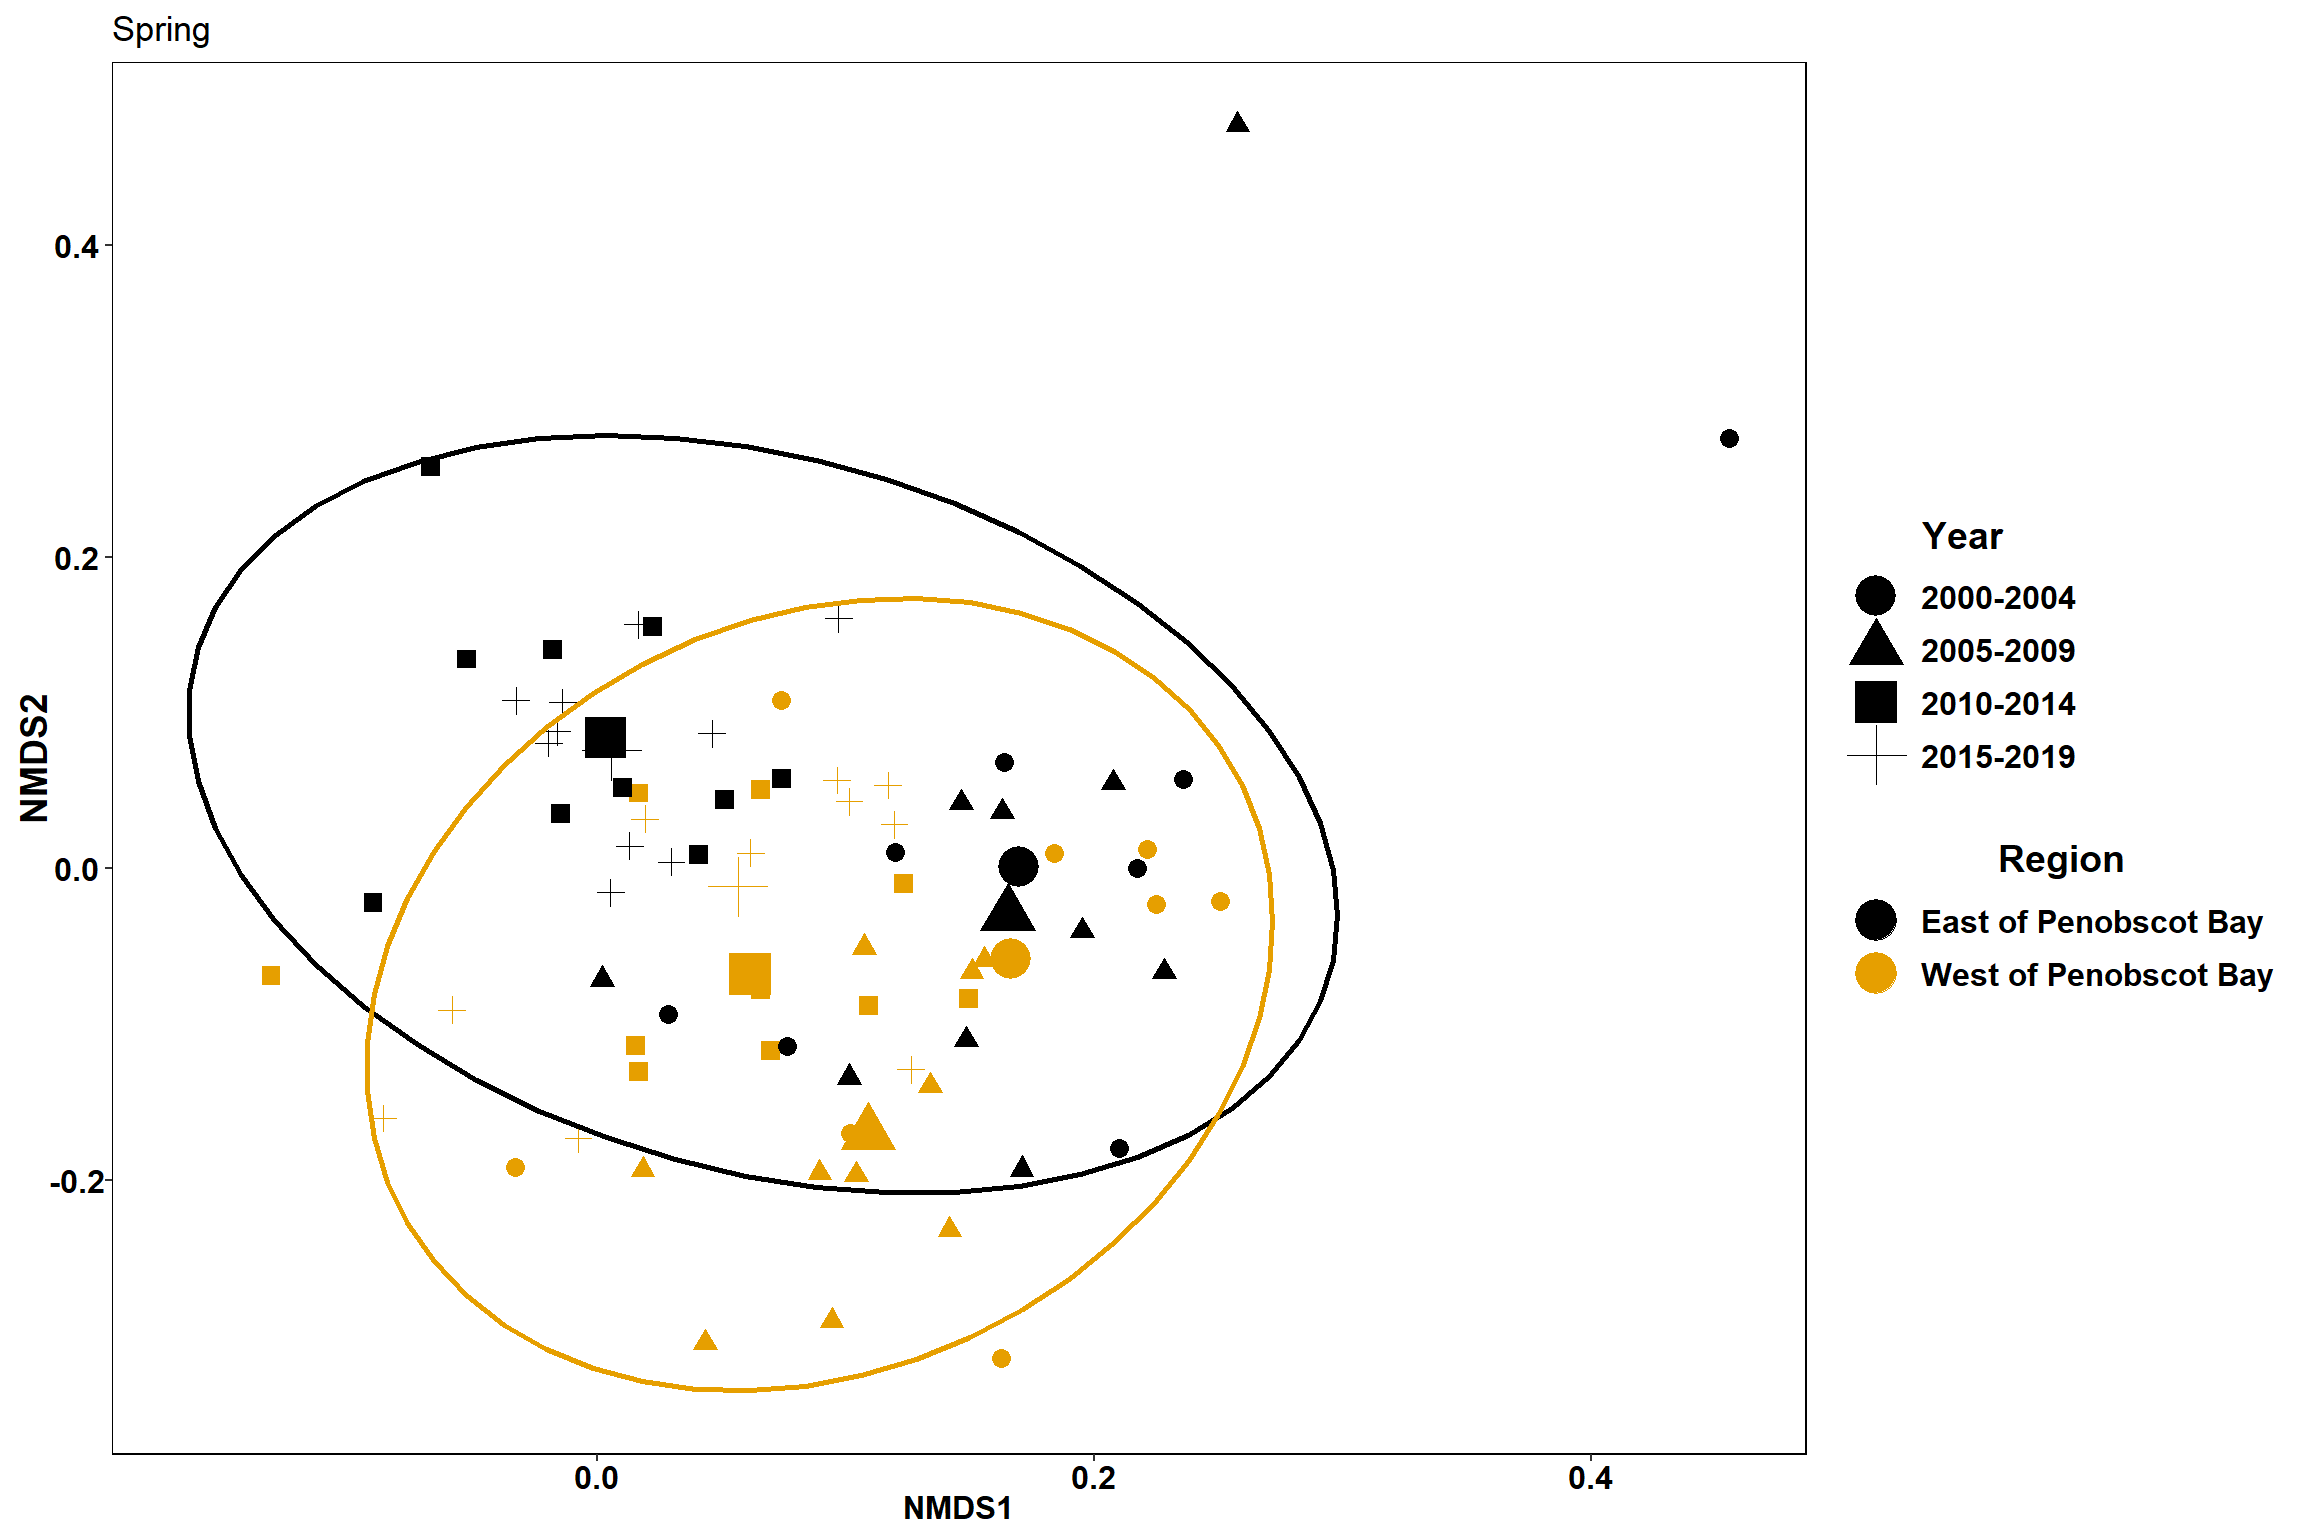 Spring
0.4
0.2
0.0
-0.2
NMDS2
0.0
0.2
0.4
NMDS1
Year
2000-2004
2005-2009
2010-2014
2015-2019
Region
East of Penobscot Bay
West of Penobscot Bay